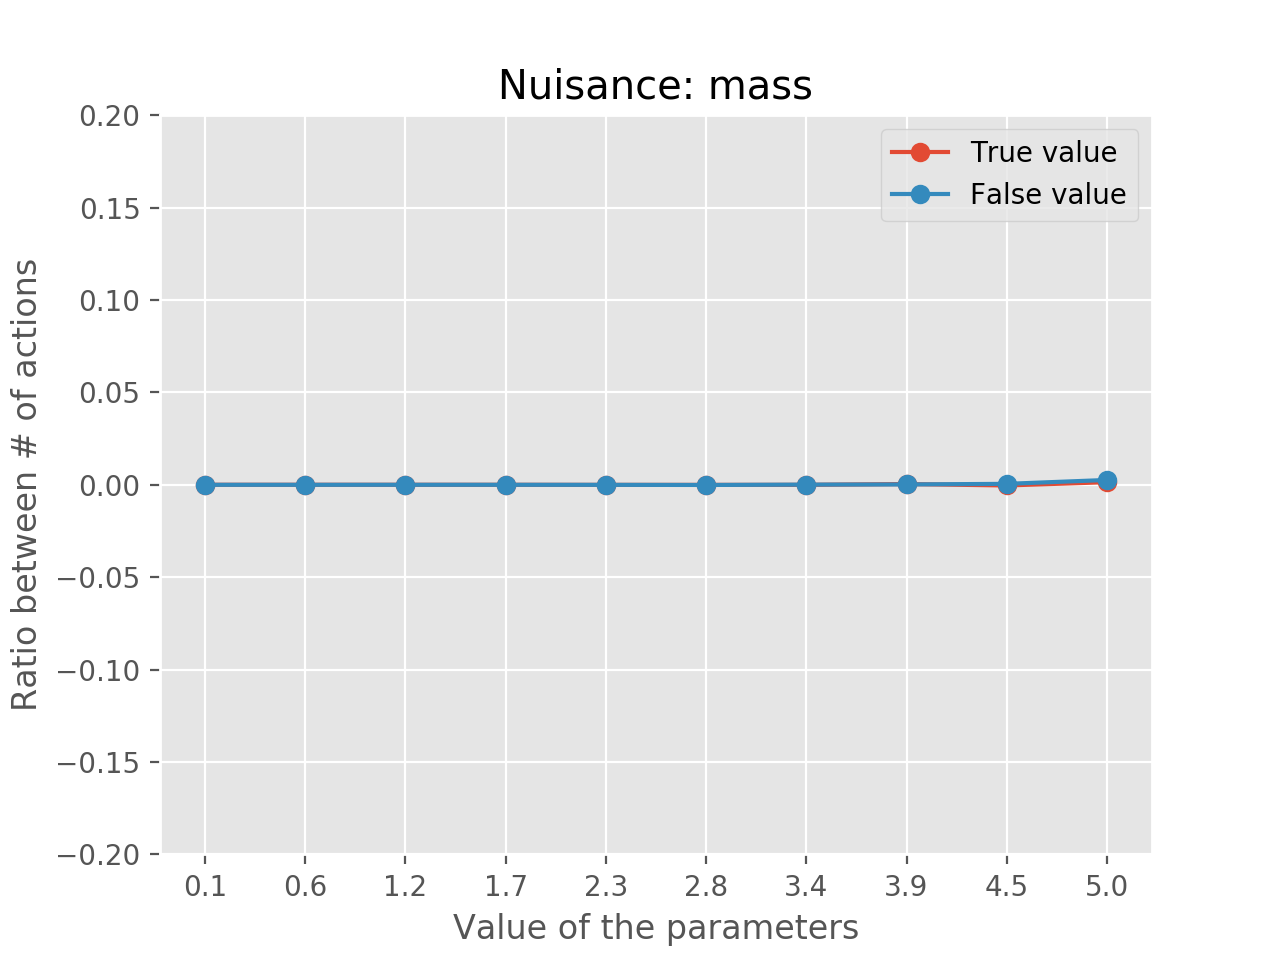 Nuisance: mass
0.20
0.15
0.10
0.05
0.00
−0.05
−0.10
−0.15
−0.20
Ratio between # of actions
True value
False value
0.1 0.6 1.2 1.7 2.3 2.8 3.4 3.9 4.5 5.0
Value of the parameters